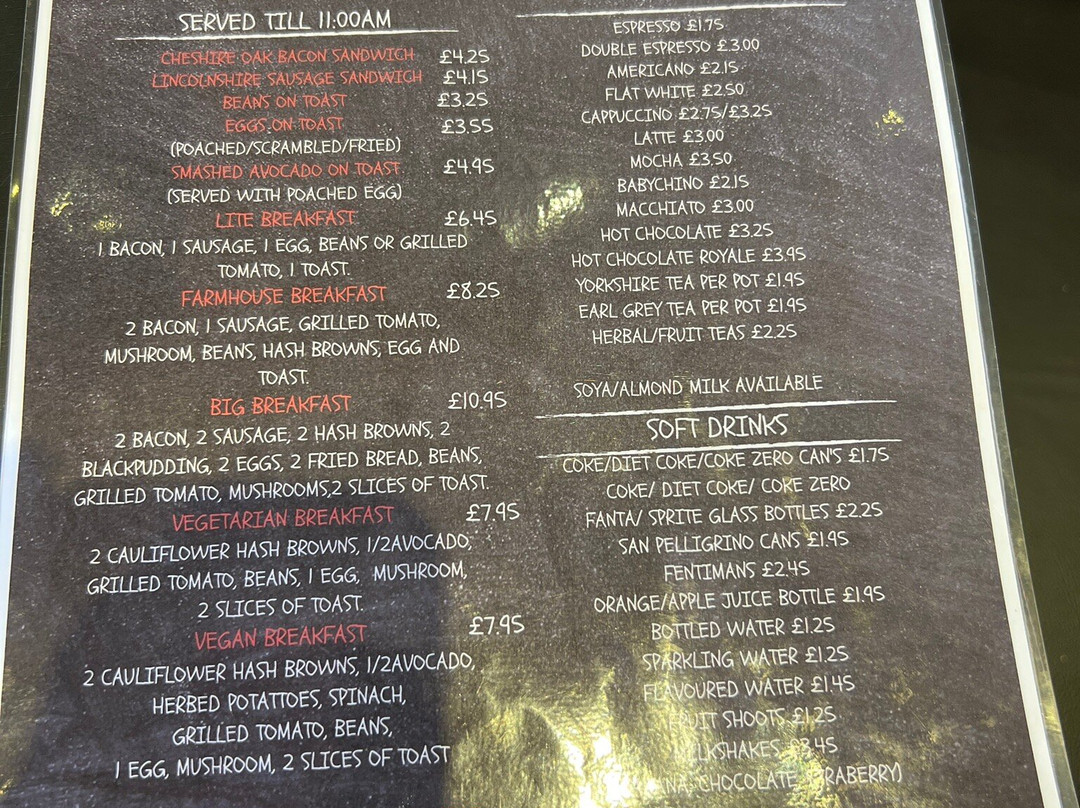 SERVED TILL 11:00AM
CHESHIRE OAK BACON SANDWICH £4.25
LINCOLNSHIRE SAUSAGE SANDWICH £4.15
BEANS ON TOAST £3.25
EGGS ON TOAST £3.55
(POACHED/SCRAMBLED/FRIED)
SMASHED AVOCADO ON TOAST £4.95
(SERVED WITH POACHED EGG)
LITE BREAKFAST £6.45
1 BACON, 1 SAUSAGE, 1 EGG, BEANS OR GRILLED
TOMATO, 1 TOAST.
FARMHOUSE BREAKFAST £8.25
2 BACON, 1 SAUSAGE, GRILLED TOMATO,
MUSHROOM, BEANS, HASH BROWNS, EGG AND
TOAST.
BIG BREAKFAST £10.95
2 BACON, 2 SAUSAGE, 2 HASH BROWNS, 2
BLACKPUDDING, 2 EGGS, 2 FRIED BREAD, BEANS,
GRILLED TOMATO, MUSHROOMS,2 SLICES OF TOAST.
VEGETARIAN BREAKFAST £7.95
2 CAULIFLOWER HASH BROWNS, 1/2AVOCADO,
GRILLED TOMATO, BEANS, 1 EGG, MUSHROOM,
2 SLICES OF TOAST.
VEGAN BREAKFAST £7.95
2 CAULIFLOWER HASH BROWNS, 1/2AVOCADO,
HERBED POTATTOES, SPINACH,
GRILLED TOMATO, BEANS,
1 EGG, MUSHROOM, 2 SLICES OF TOAST
ESPRESSO £1.75
DOUBLE ESPRESSO £3.00
AMERICANO £2.15
FLAT WHITE £2.50
CAPPUCCINO £2.75/£3.25
LATTE £3.00
MOCHA £3.50
BABYCHINO £2.15
MACCHIATO £3.00
HOT CHOCOLATE £3.25
HOT CHOCOLATE ROYALE £3.95
YORKSHIRE TEA PER POT £1.95
EARL GREY TEA PER POT £1.95
HERBAL/FRUIT TEAS £2.25
SOYA/ALMOND MILK AVAILABLE
SOFT DRINKS
COKE/DIET COKE/COKE ZERO CAN'S £1.75
COKE/ DIET COKE/ COKE ZERO
FANTA/ SPRITE GLASS BOTTLES £2.25
SAN PELLIGRINO CANS £1.95
FENTIMANS £2.45
ORANGE/APPLE JUICE BOTTLE £1.95
BOTTLED WATER £1.25
SPARKLING WATER £1.25
FLAVOURED WATER £1.45
FRUIT SHOOTS £1.25
MILKSHAKES £3.45
CHOCOLATE,